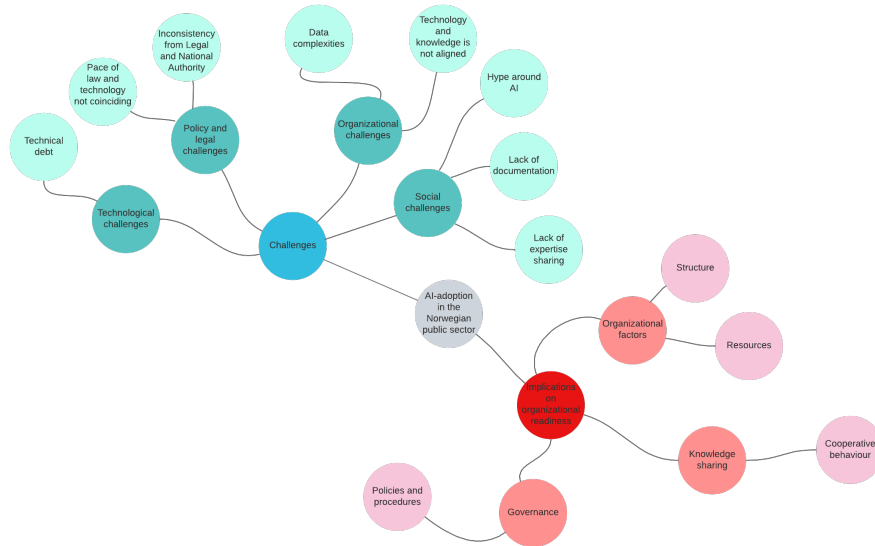 Technology
and
knowledge is
not aligned
Inconsistency
from Legal
and National
Authority
Data
complexities
Pace of
law and
technology
not coinciding
Hype around
AI
Policy and
legal
challenges
Organizational
challenges
Technical
debt
Lack of
documentation
Social
challenges
Technological
challenges
Challenges
Lack of
expertise
sharing
Structure
AI-adoption
in the
Norwegian
public sector
Organizational
factors
Resources
Implications
on
organizational
readiness
Knowledge
sharing
Cooperative
behaviour
Policies and
procedures
Governance